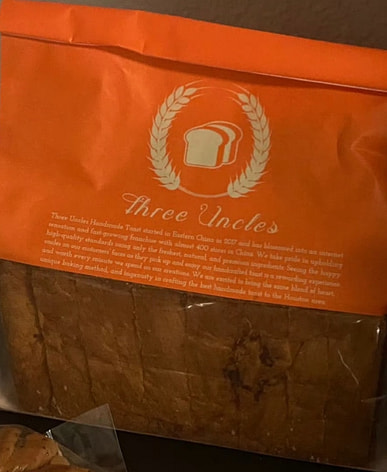 Three Uncles
Three Uncles Handmade Toast started in Eastern China in 2017 and has blossomed into an internet
sensation and fast-growing franchise with almost 400 stores in China. We take pride in upholding
high-quality standards using only the freshest, natural, and premium ingredients. Seeing the happy
smiles on our customers' faces as they pick up and enjoy our handcrafted toast is a rewarding experience
and worth every minute we spend on our creations. We are excited to bring the same blend of heart,
unique baking method, and ingenuity in crafting the best handmade toast to the Houston area.